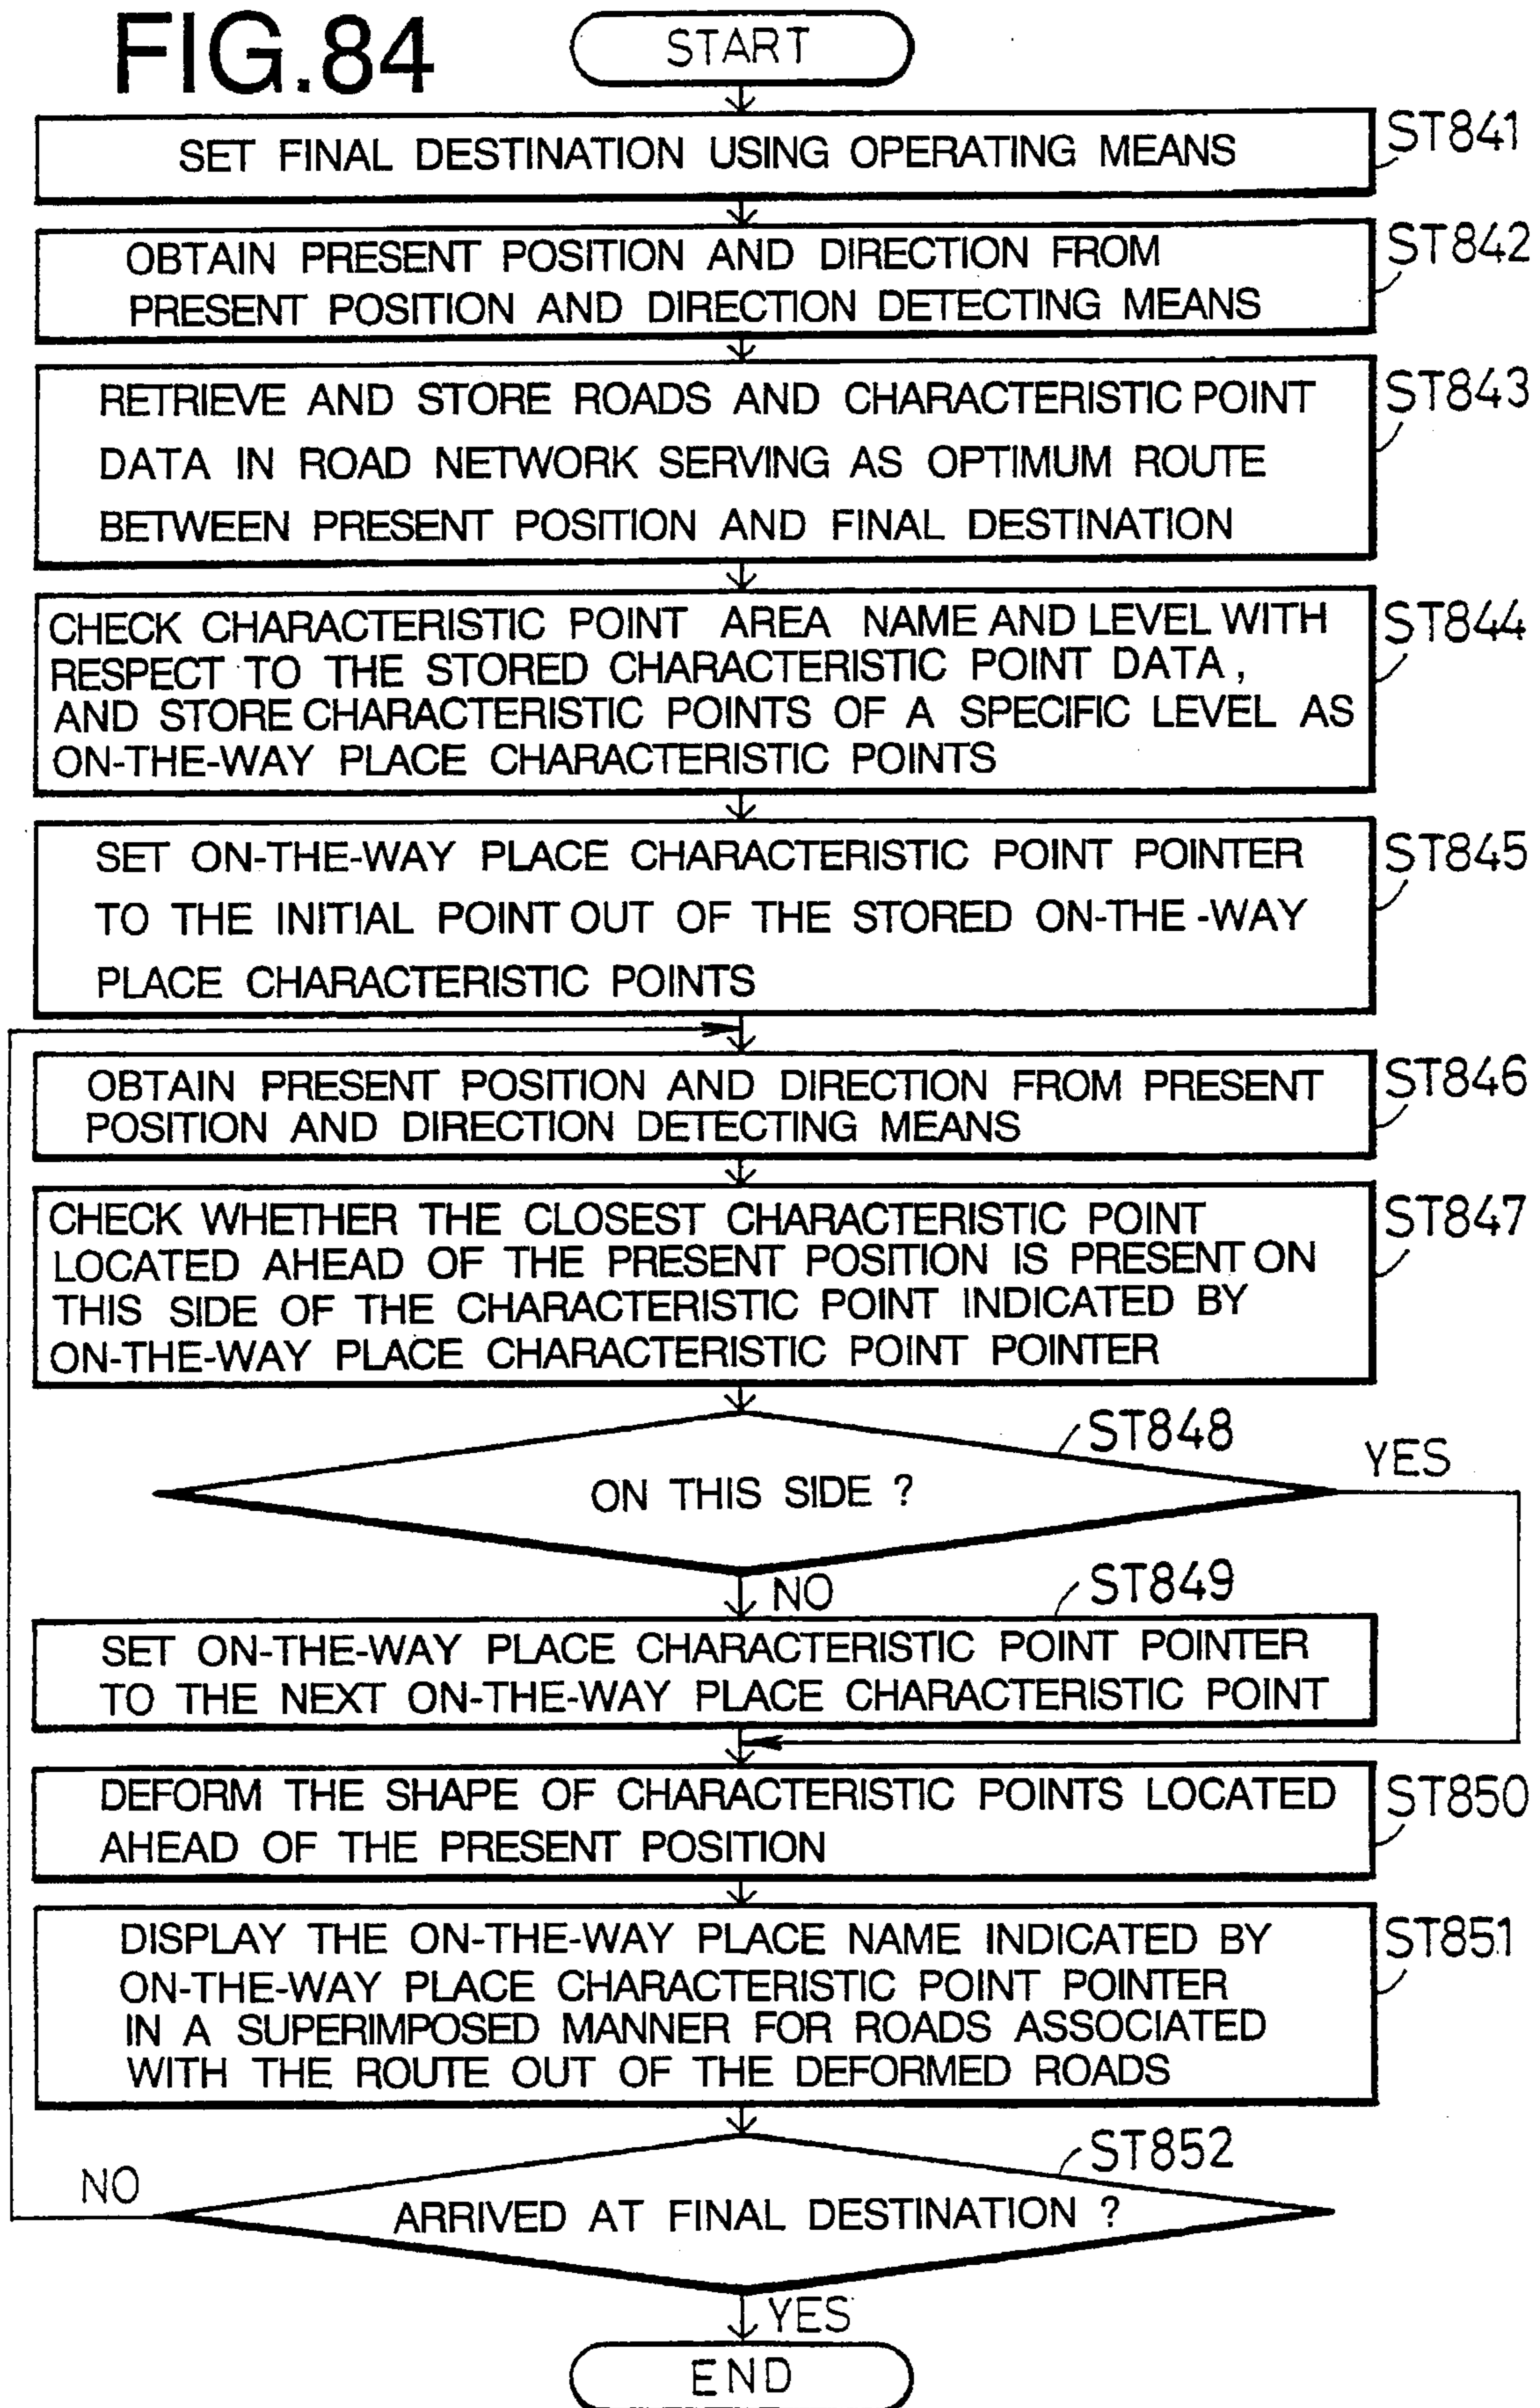 FIG.84
START
SET FINAL DESTINATION USING OPERATING MEANS
ST841
OBTAIN PRESENT POSITION AND DIRECTION FROM
PRESENT POSITION AND DIRECTION DETECTING MEANS
ST842
RETRIEVE AND STORE ROADS AND CHARACTERISTIC POINT
DATA IN ROAD NETWORK SERVING AS OPTIMUM ROUTE
BETWEEN PRESENT POSITION AND FINAL DESTINATION
ST843
CHECK CHARACTERISTIC POINT AREA NAME AND LEVEL WITH
RESPECT TO THE STORED CHARACTERISTIC POINT DATA,
AND STORE CHARACTERISTIC POINTS OF A SPECIFIC LEVEL AS
ON-THE-WAY PLACE CHARACTERISTIC POINTS
ST844
SET ON-THE-WAY PLACE CHARACTERISTIC POINT POINTER
TO THE INITIAL POINT OUT OF THE STORED ON-THE-WAY
PLACE CHARACTERISTIC POINTS
ST845
OBTAIN PRESENT POSITION AND DIRECTION FROM PRESENT
POSITION AND DIRECTION DETECTING MEANS
ST846
CHECK WHETHER THE CLOSEST CHARACTERISTIC POINT
LOCATED AHEAD OF THE PRESENT POSITION IS PRESENT ON
THIS SIDE OF THE CHARACTERISTIC POINT INDICATED BY
ON-THE-WAY PLACE CHARACTERISTIC POINT POINTER
ST847
ST848
YES
ON THIS SIDE ?
NO
ST849
SET ON-THE-WAY PLACE CHARACTERISTIC POINT POINTER
TO THE NEXT ON-THE-WAY PLACE CHARACTERISTIC POINT
DEFORM THE SHAPE OF CHARACTERISTIC POINTS LOCATED
AHEAD OF THE PRESENT POSITION
ST850
DISPLAY THE ON-THE-WAY PLACE NAME INDICATED BY
ON-THE-WAY PLACE CHARACTERISTIC POINT POINTER
IN A SUPERIMPOSED MANNER FOR ROADS ASSOCIATED
WITH THE ROUTE OUT OF THE DEFORMED ROADS
ST851
ST852
NO
ARRIVED AT FINAL DESTINATION ?
YES
END